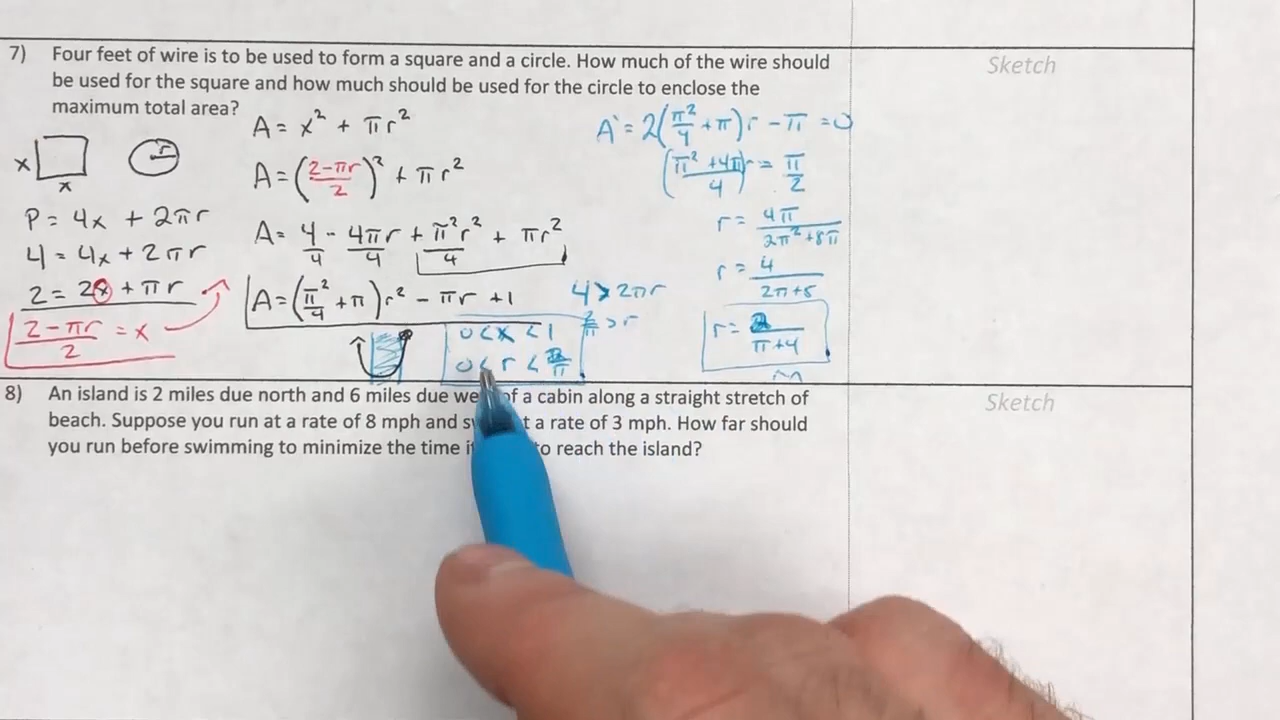 7) Four feet of wire is to be used to form a square and a circle. How much of the wire should
be used for the square and how much should be used for the circle to enclose the
maximum total area?
Sketch
x
x
r
P = 4x + 2πr
4 = 4x + 2πr
2 = 2x + πr
(2-πr)/2 = x
A = x² + πr²
A = ((2-πr)/2)² + πr²
A = 4/4 - 4πr/4 + π²r²/4 + πr²
A = (π²/4 + π)r² - πr + 1
4 > 2πr
2/π > r
0 < x < 1
0 < r < 2/π
A' = 2(π²/4 + π)r - π = 0
((π² + 4π)/4)r = π/2
r = 4π/(2π²+8π)
r = 4/(2π+8)
r = 2/(π+4)
8) An island is 2 miles due north and 6 miles due we of a cabin along a straight stretch of
beach. Suppose you run at a rate of 8 mph and sw t a rate of 3 mph. How far should
you run before swimming to minimize the time i to reach the island?
Sketch